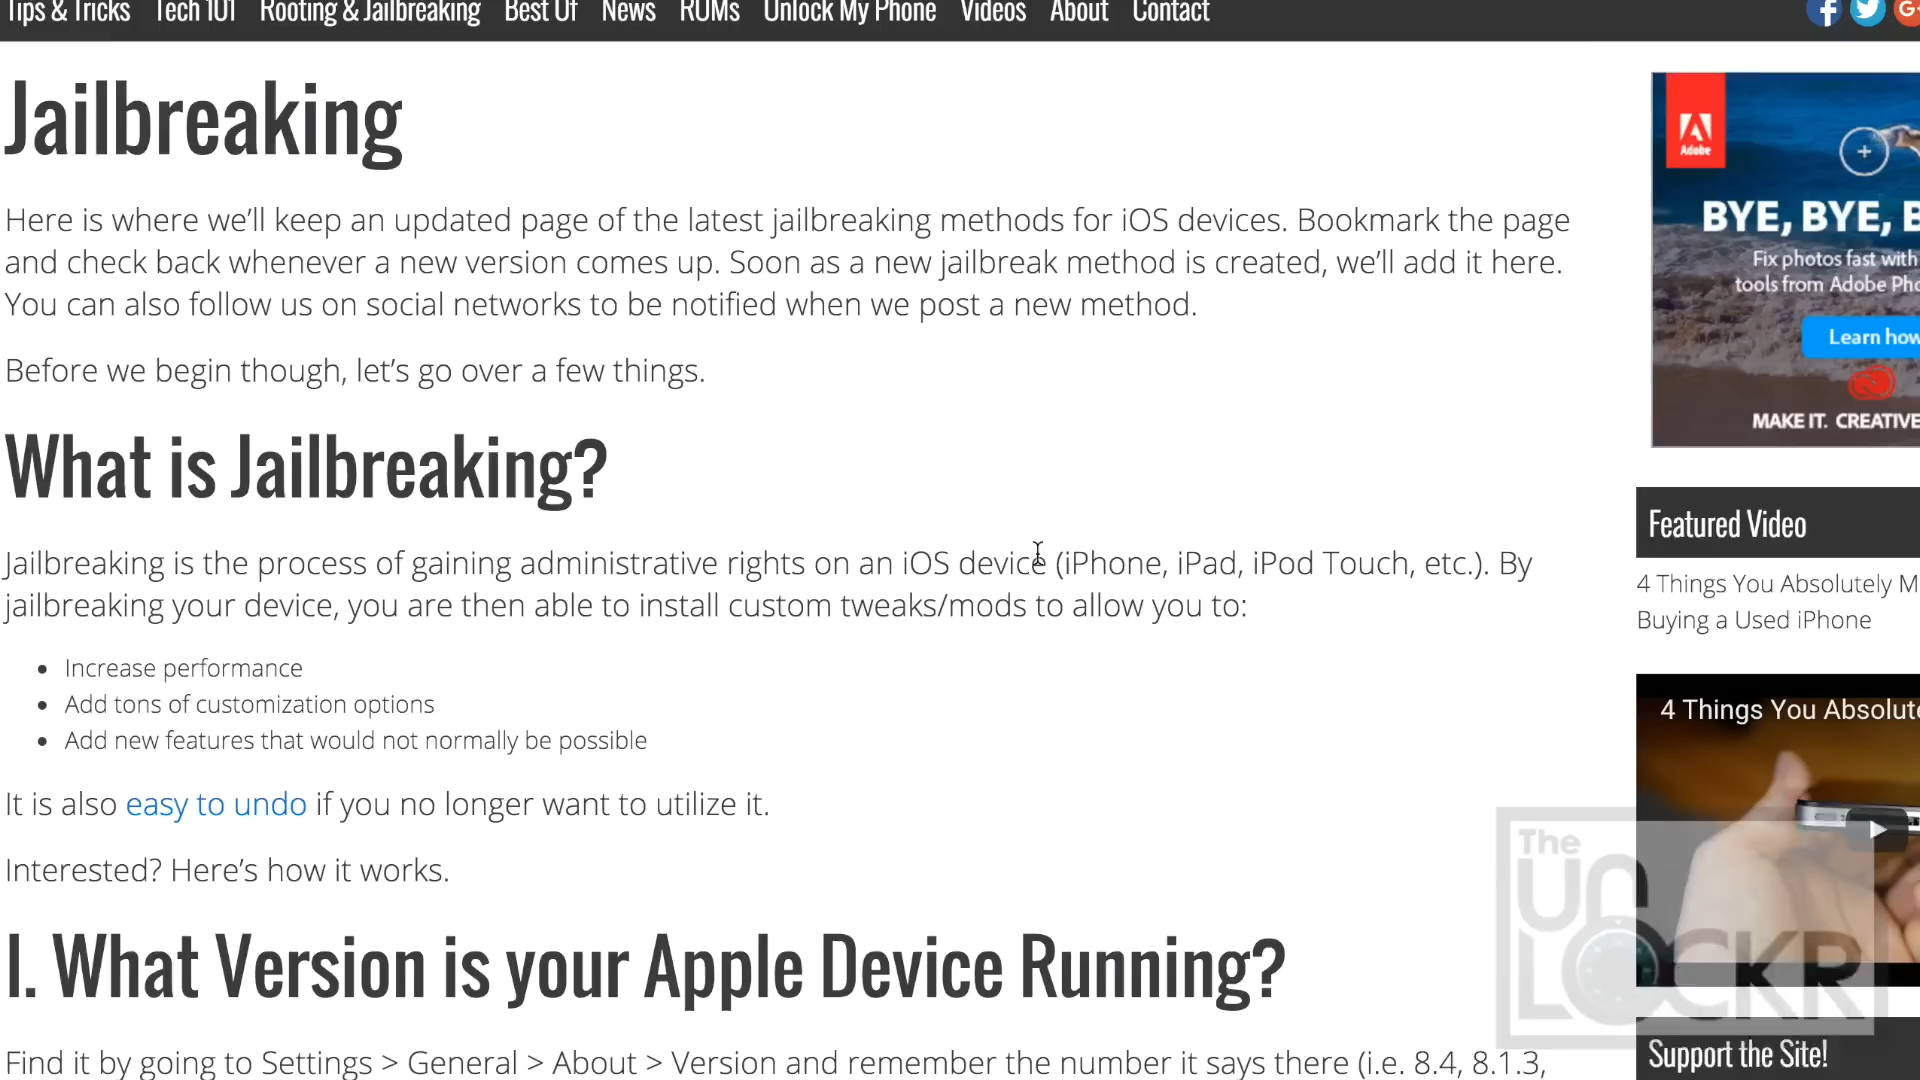 Tips & Tricks Tech 101 Rooting & Jailbreaking Best Of News ROMs Unlock My Phone Videos About Contact
Jailbreaking
Here is where we'll keep an updated page of the latest jailbreaking methods for iOS devices. Bookmark the page
and check back whenever a new version comes up. Soon as a new jailbreak method is created, we'll add it here.
You can also follow us on social networks to be notified when we post a new method.
Before we begin though, let's go over a few things.
What is Jailbreaking?
Jailbreaking is the process of gaining administrative rights on an iOS device (iPhone, iPad, iPod Touch, etc.). By
jailbreaking your device, you are then able to install custom tweaks/mods to allow you to:
Increase performance
Add tons of customization options
Add new features that would not normally be possible
It is also easy to undo if you no longer want to utilize it.
Interested? Here's how it works.
I. What Version is your Apple Device Running?
Find it by going to Settings > General > About > Version and remember the number it says there (i.e. 8.4, 8.1.3,
Adobe
BYE, BYE, B
Fix photos fast with
tools from Adobe Pho
Learn how
MAKE IT. CREATIVE
Featured Video
4 Things You Absolutely M
Buying a Used iPhone
4 Things You Absolute
The
UN
LOCKR
Support the Site!